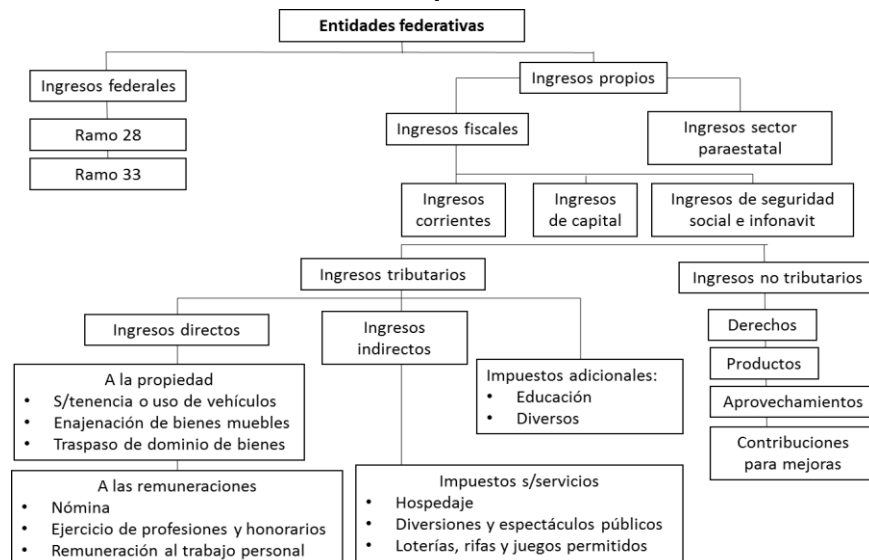 Entidades federativas
Ingresos federales
Ingresos propios
Ramo 28
Ramo 33
Ingresos fiscales
Ingresos sector
paraestatal
Ingresos
corrientes
Ingresos
de capital
Ingresos de seguridad
social e infonavit
Ingresos tributarios
Ingresos no tributarios
Ingresos directos
Ingresos
indirectos
Derechos
Productos
Aprovechamientos
Contribuciones
para mejoras
A la propiedad
• S/tenencia o uso de vehículos
• Enajenación de bienes muebles
• Traspaso de dominio de bienes
Impuestos adicionales:
• Educación
• Diversos
A las remuneraciones
• Nómina
• Ejercicio de profesiones y honorarios
• Remuneración al trabajo personal
Impuestos s/servicios
• Hospedaje
• Diversiones y espectáculos públicos
• Loterías, rifas y juegos permitidos